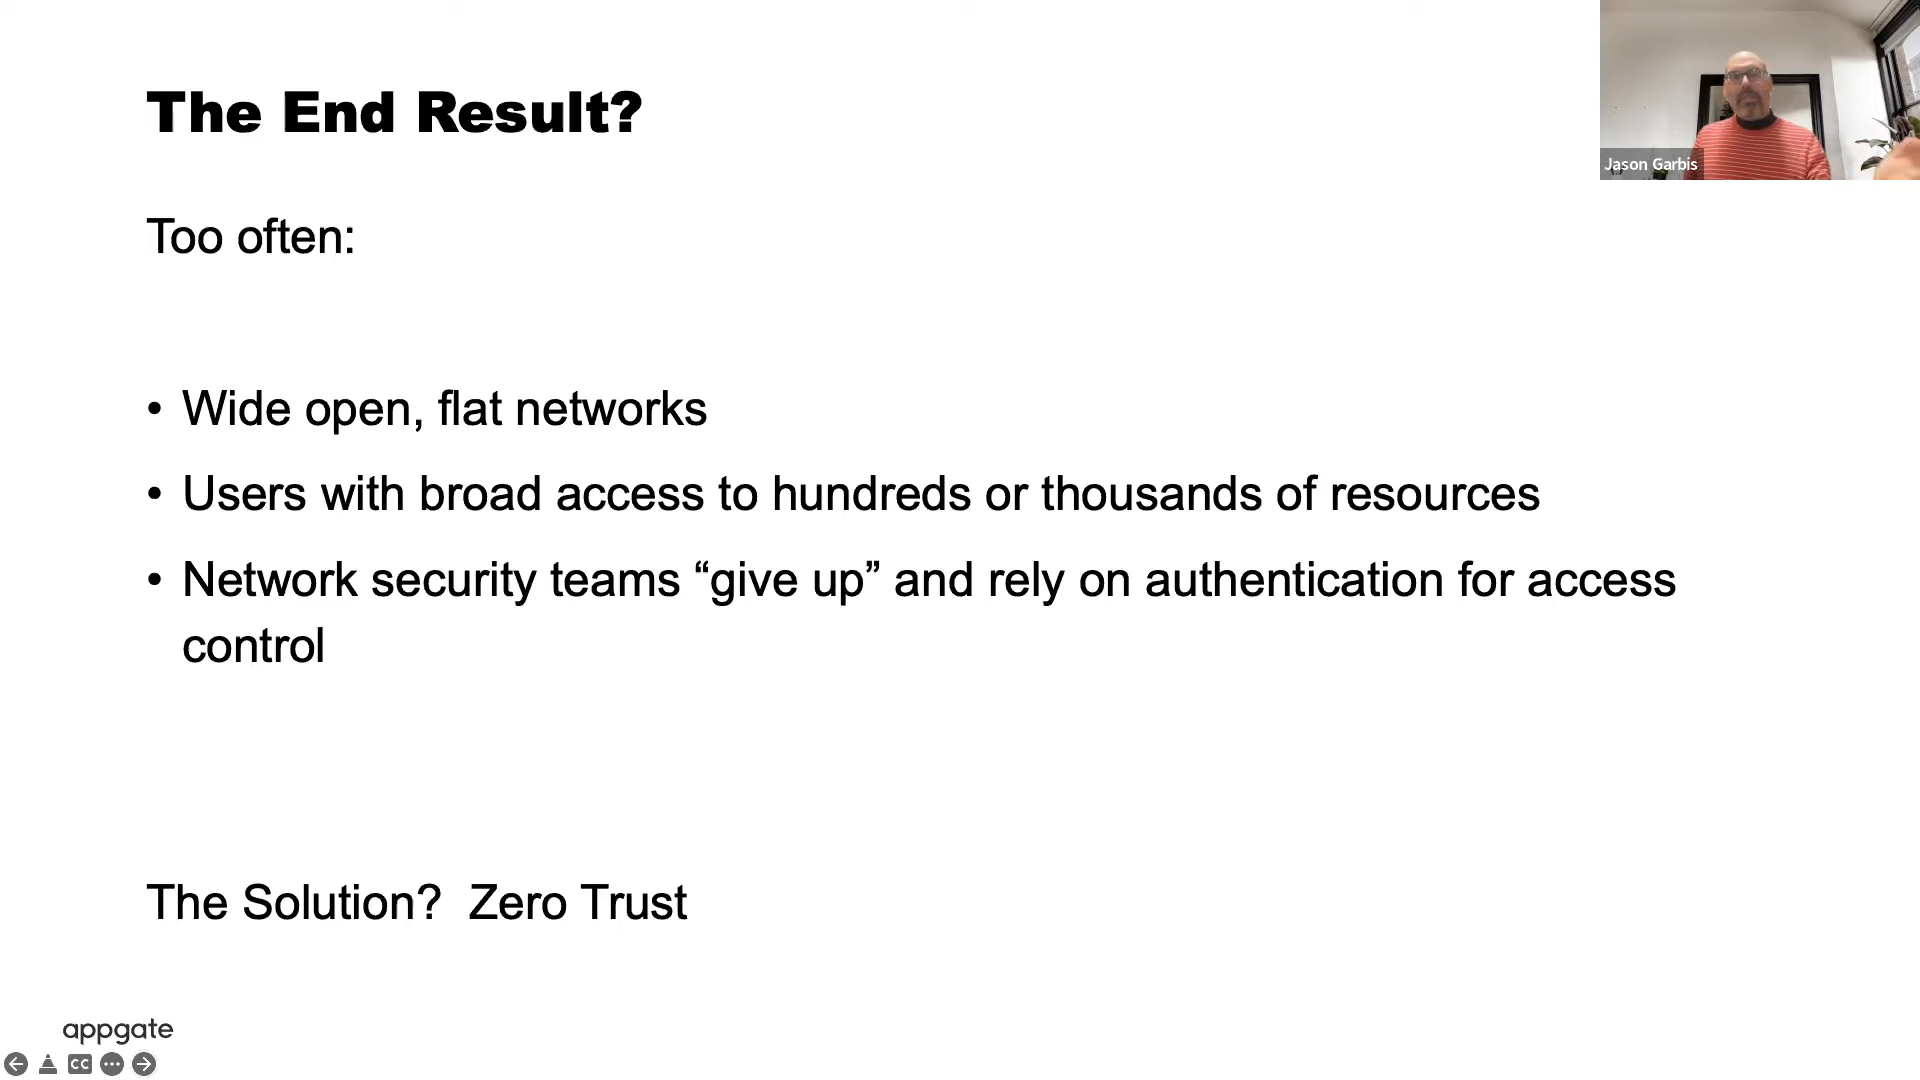 The End Result?
Jason Garbis
Too often:
• Wide open, flat networks
• Users with broad access to hundreds or thousands of resources
• Network security teams “give up” and rely on authentication for access
control
The Solution?  Zero Trust
appgate
CC